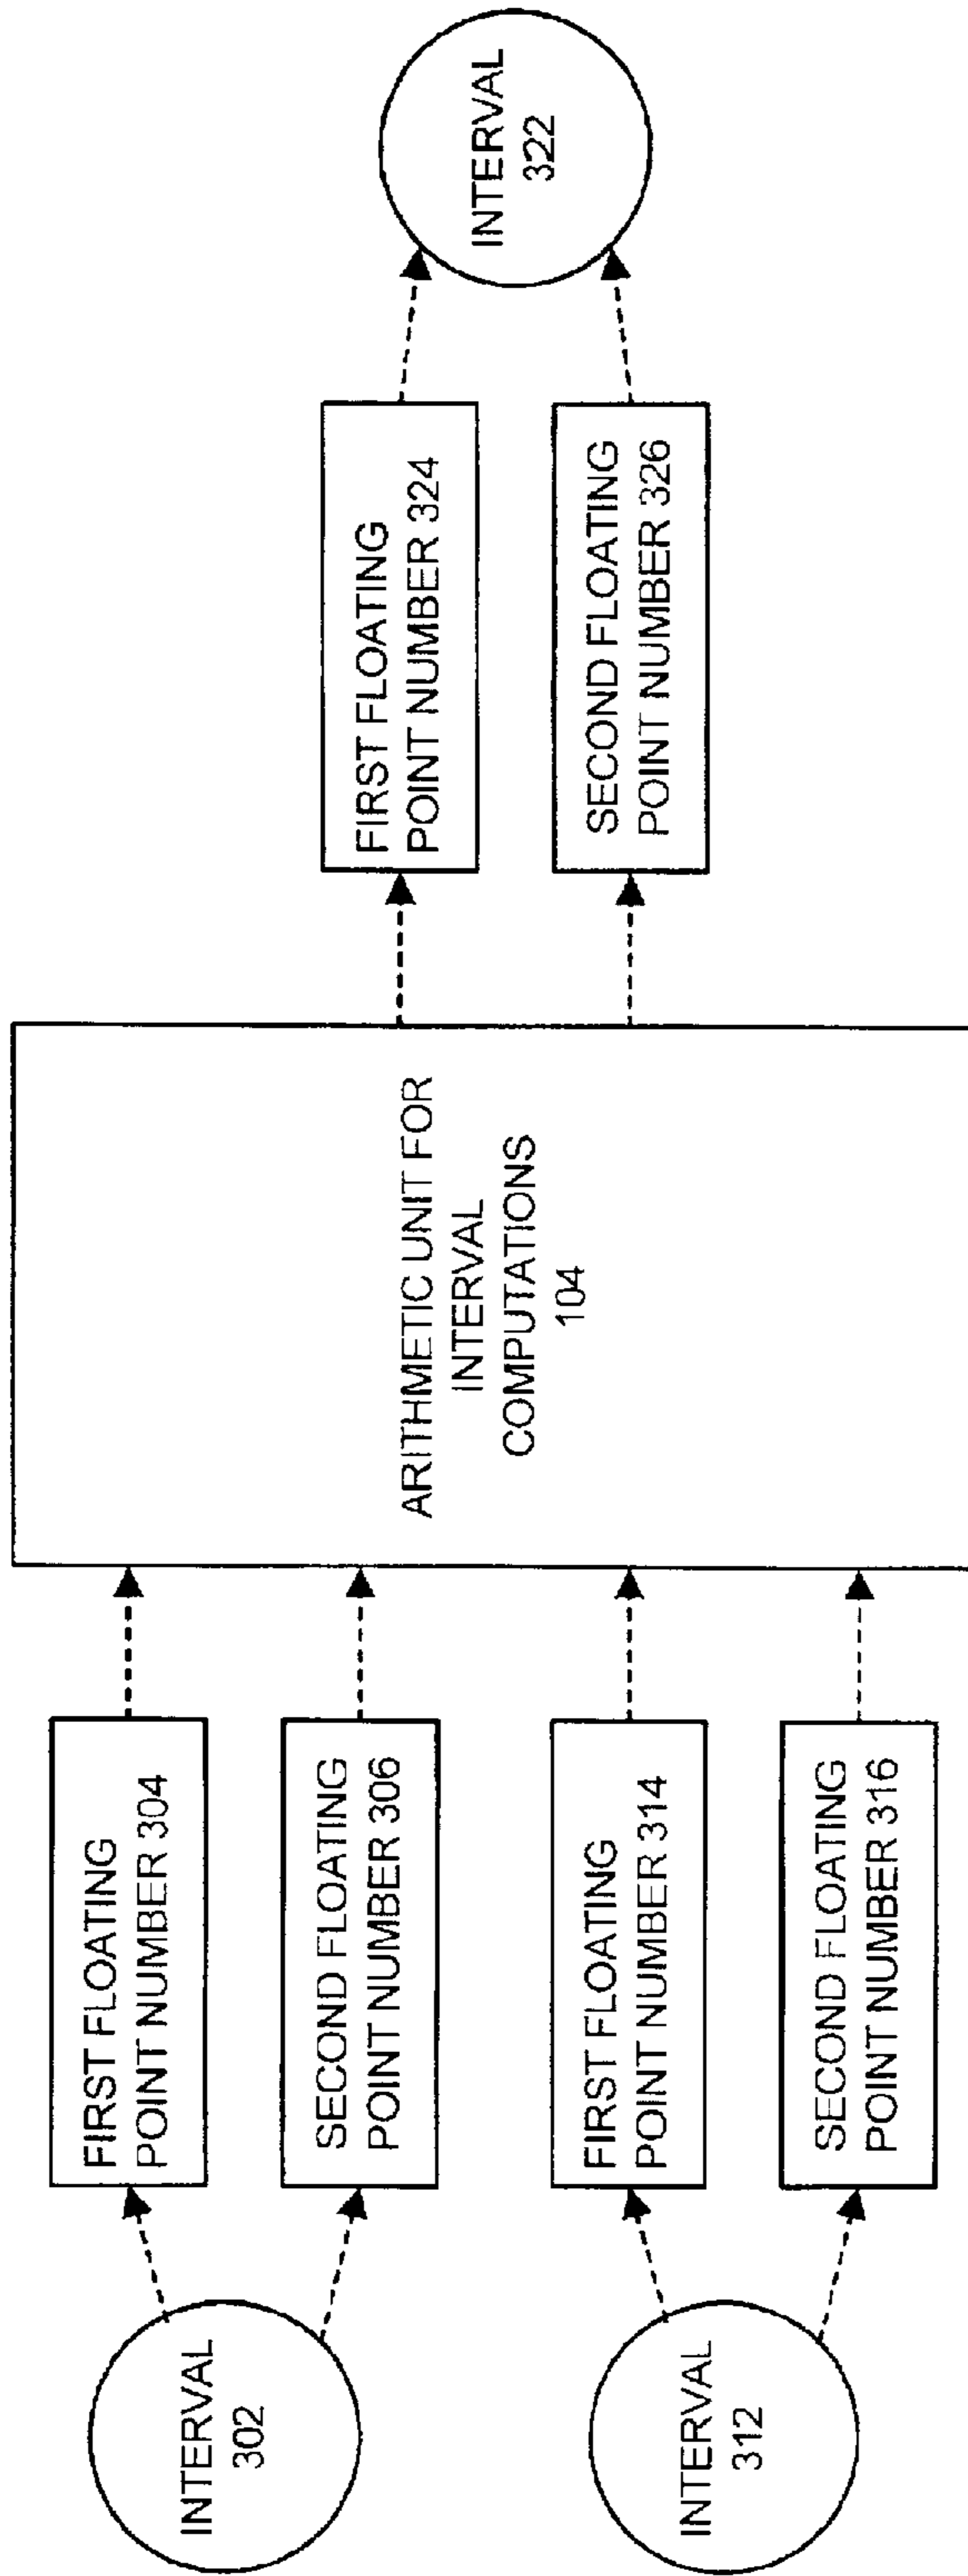 INTERVAL
302
FIRST FLOATING
POINT NUMBER 304
SECOND FLOATING
POINT NUMBER 306
INTERVAL
312
FIRST FLOATING
POINT NUMBER 314
SECOND FLOATING
POINT NUMBER 316
ARITHMETIC UNIT FOR
INTERVAL
COMPUTATIONS
104
FIRST FLOATING
POINT NUMBER 324
SECOND FLOATING
POINT NUMBER 326
INTERVAL
322